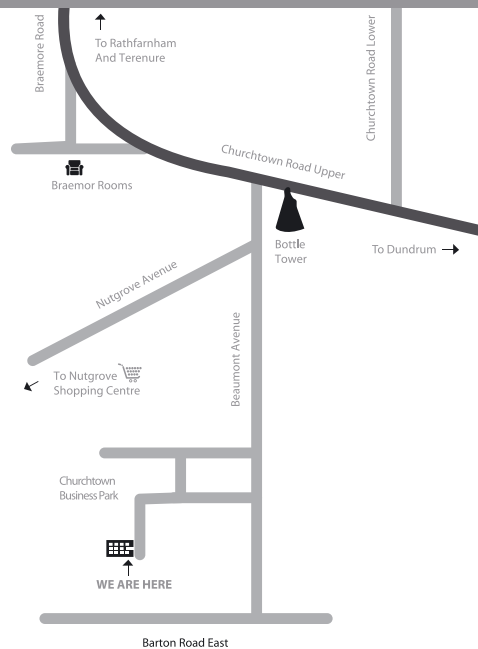 Braemore Road
To Rathfarnham
And Terenure
Churchtown Road Lower
Churchtown Road Upper
Braemor Rooms
Bottle
Tower
To Dundrum
Nutgrove Avenue
Beaumont Avenue
To Nutgrove
Shopping Centre
Churchtown
Business Park
WE ARE HERE
Barton Road East